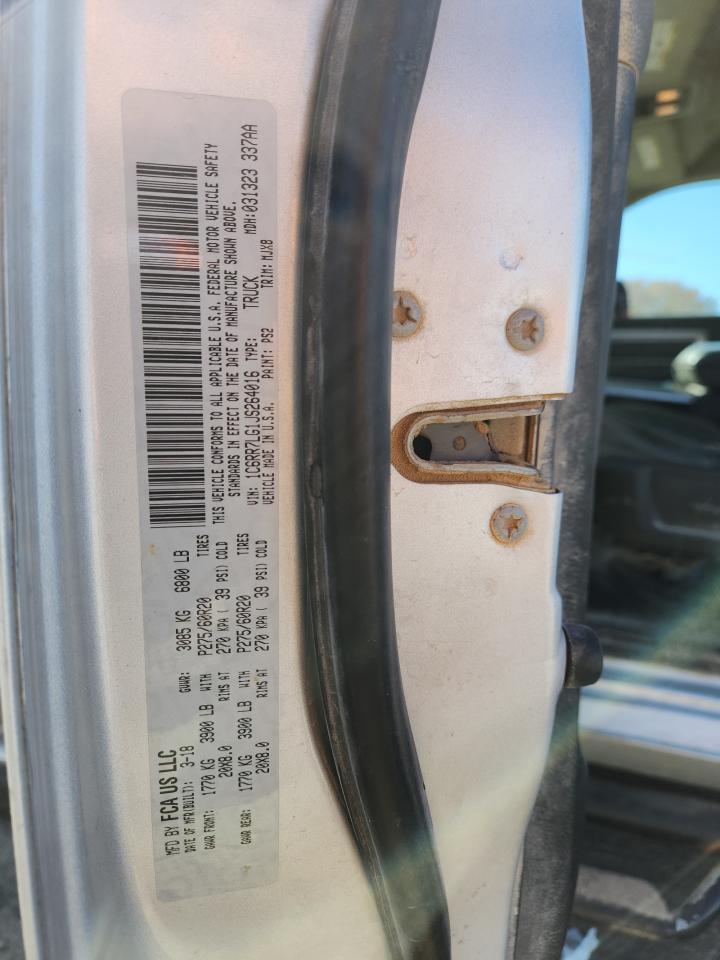 MFD BY FCA US LLC
DATE OF MFR(BUILT): 3-18 GVWR: 3085 KG 6800 LB
GAWR FRONT: 1770 KG 3900 LB WITH P275/60R20 TIRES
20X8.0 RIMS AT 270 KPA ( 39 PSI) COLD
GAWR REAR: 1770 KG 3900 LB WITH P275/60R20 TIRES
20X8.0 RIMS AT 270 KPA ( 39 PSI) COLD
THIS VEHICLE CONFORMS TO ALL APPLICABLE U.S.A. FEDERAL MOTOR VEHICLE SAFETY
STANDARDS IN EFFECT ON THE DATE OF MANUFACTURE SHOWN ABOVE.
VIN: 1C6RR7LG1JS264016 TYPE: TRUCK MDH:031323 337AA
VEHICLE MADE IN U.S.A. PAINT: PS2 TRIM: MJX8